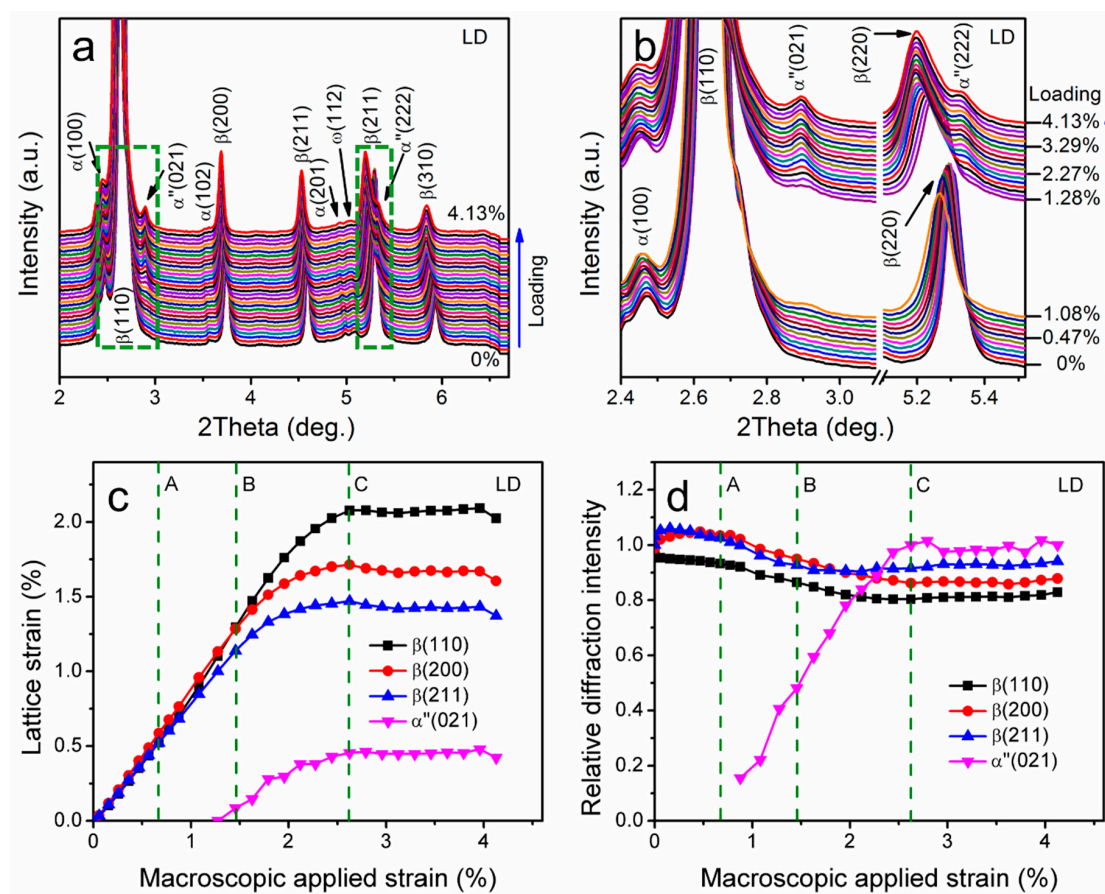 a
LD
α(100)
β(110)
α"(021)
α(102)
β(200)
β(211)
α(201)
ω(112)
β(211)
α"(222)
β(310)
4.13%
0%
Loading
Intensity (a.u.)
2 3 4 5 6
2Theta (deg.)
b
LD
α(100)
β(110)
α"(021)
β(220)
α"(222)
β(220)
Loading
4.13%
3.29%
2.27%
1.28%
1.08%
0.47%
0%
Intensity (a.u.)
2.4 2.6 2.8 3.0 5.2 5.4
2Theta (deg.)
c
A B C LD
Lattice strain (%)
2.0
1.5
1.0
0.5
0.0
β(110)
β(200)
β(211)
α"(021)
0 1 2 3 4
Macroscopic applied strain (%)
d
A B C LD
Relative diffraction intensity
1.2
1.0
0.8
0.6
0.4
0.2
0.0
β(110)
β(200)
β(211)
α"(021)
0 1 2 3 4
Macroscopic applied strain (%)